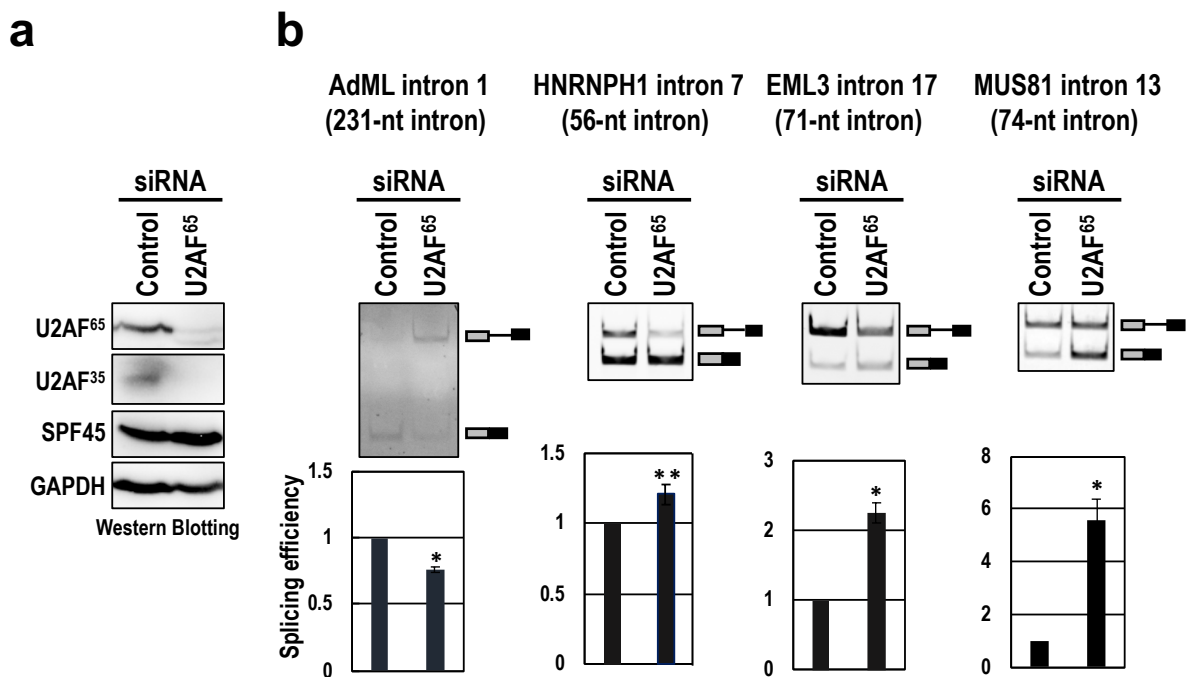 a
b
AdML intron 1
(231-nt intron)
HNRNPH1 intron 7
(56-nt intron)
EML3 intron 17
(71-nt intron)
MUS81 intron 13
(74-nt intron)
siRNA
Control
U2AF⁶⁵
U2AF⁶⁵
U2AF³⁵
SPF45
GAPDH
Western Blotting
siRNA
Control
U2AF⁶⁵
siRNA
Control
U2AF⁶⁵
siRNA
Control
U2AF⁶⁵
siRNA
Control
U2AF⁶⁵
Splicing efficiency
1.5
1
0.5
0
*
1.5
1
0.5
0
**
3
2
1
0
*
8
6
4
2
0
*